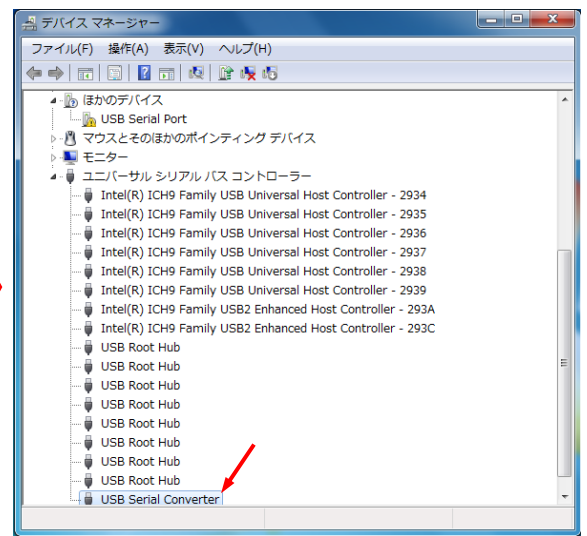 デバイス マネージャー
ファイル(F) 操作(A) 表示(V) ヘルプ(H)
ほかのデバイス
USB Serial Port
マウスとそのほかのポインティング デバイス
モニター
ユニバーサル シリアル バス コントローラー
Intel(R) ICH9 Family USB Universal Host Controller - 2934
Intel(R) ICH9 Family USB Universal Host Controller - 2935
Intel(R) ICH9 Family USB Universal Host Controller - 2936
Intel(R) ICH9 Family USB Universal Host Controller - 2937
Intel(R) ICH9 Family USB Universal Host Controller - 2938
Intel(R) ICH9 Family USB Universal Host Controller - 2939
Intel(R) ICH9 Family USB2 Enhanced Host Controller - 293A
Intel(R) ICH9 Family USB2 Enhanced Host Controller - 293C
USB Root Hub
USB Root Hub
USB Root Hub
USB Root Hub
USB Root Hub
USB Root Hub
USB Root Hub
USB Root Hub
USB Serial Converter